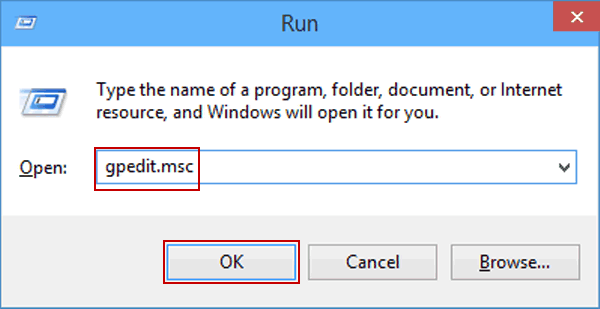 Run
Type the name of a program, folder, document, or Internet
resource, and Windows will open it for you.
Open: gpedit.msc
OK Cancel Browse...